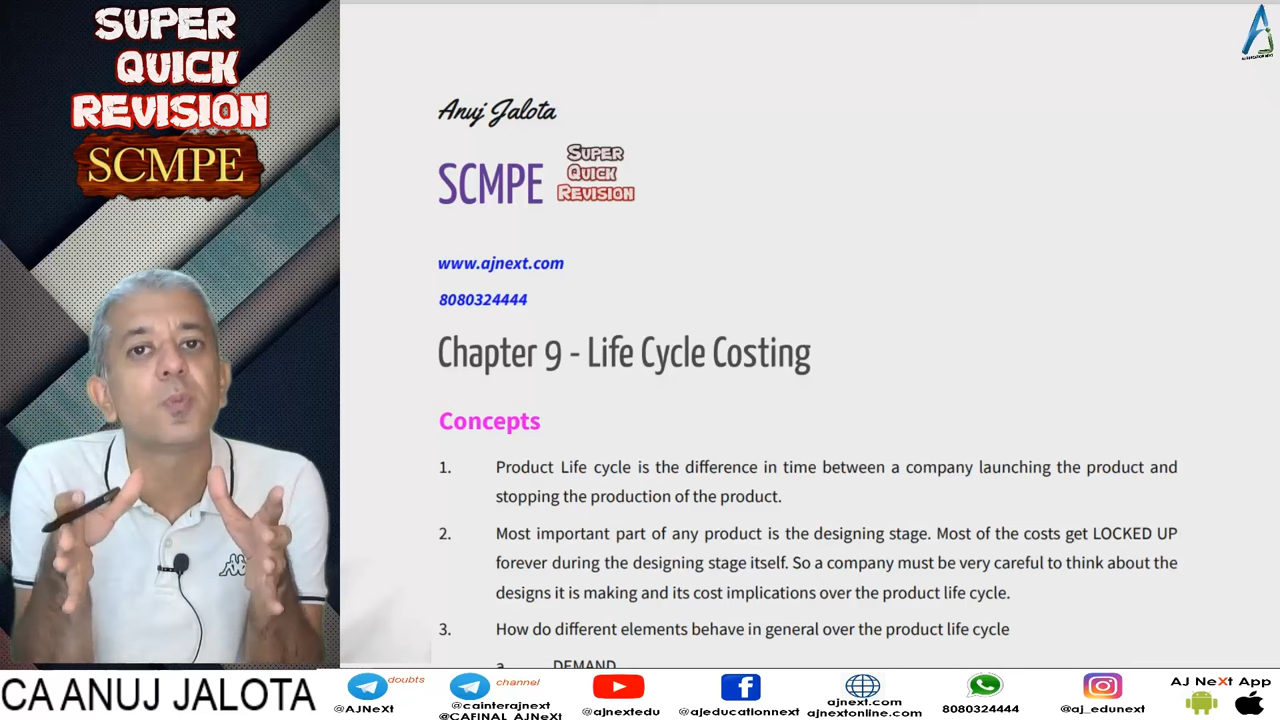 SUPER
QUICK
REVISION
SCMPE
Anuj Jalota
SCMPE
SUPER
QUICK
REVISION
www.ajnext.com
8080324444
Chapter 9 - Life Cycle Costing
Concepts
1. Product Life cycle is the difference in time between a company launching the product and
stopping the production of the product.
2. Most important part of any product is the designing stage. Most of the costs get LOCKED UP
forever during the designing stage itself. So a company must be very careful to think about the
designs it is making and its cost implications over the product life cycle.
3. How do different elements behave in general over the product life cycle
a. DEMAND
CA ANUJ JALOTA
doubts
@AJNeXt
channel
@cainterajnext
@CAFINAL_AJNeXt
@ajnextedu
@ajeducationnext
ajnext.com
ajnextonline.com
8080324444
@aj_edunext
AJ NeXt App